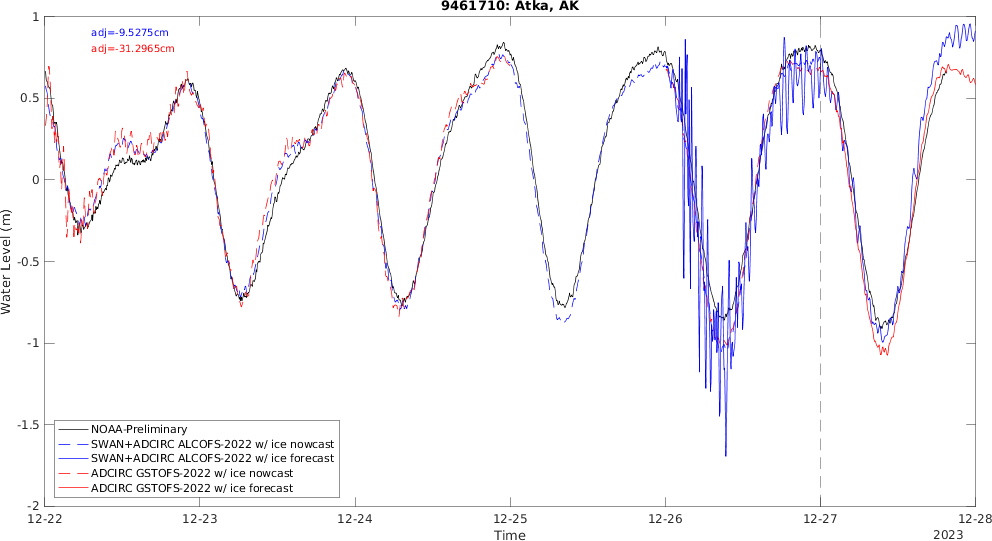 9461710: Atka, AK
adj=-9.5275cm
adj=-31.2965cm
1
0.5
0
-0.5
-1
-1.5
-2
Water Level (m)
NOAA-Preliminary
SWAN+ADCIRC ALCOFS-2022 w/ ice nowcast
SWAN+ADCIRC ALCOFS-2022 w/ ice forecast
ADCIRC GSTOFS-2022 w/ ice nowcast
ADCIRC GSTOFS-2022 w/ ice forecast
12-22 12-23 12-24 12-25 12-26 12-27 12-28
Time
2023